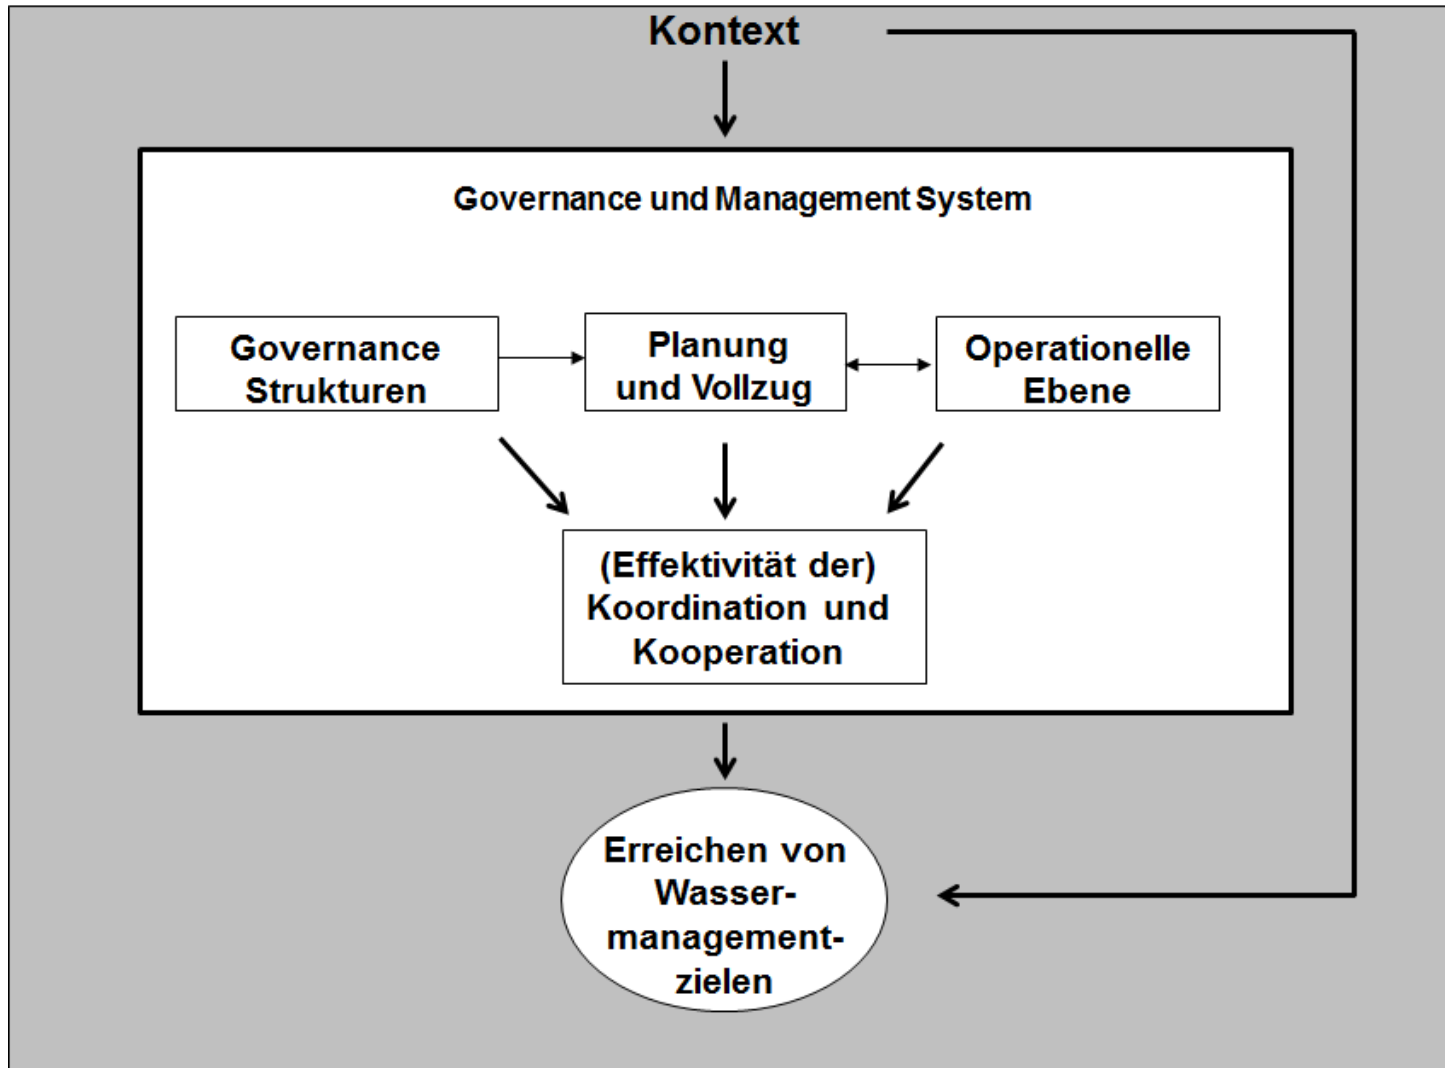 Kontext
Governance und Management System
Governance
Strukturen
Planung
und Vollzug
Operationelle
Ebene
(Effektivität der)
Koordination und
Kooperation
Erreichen von
Wasser-
management-
zielen